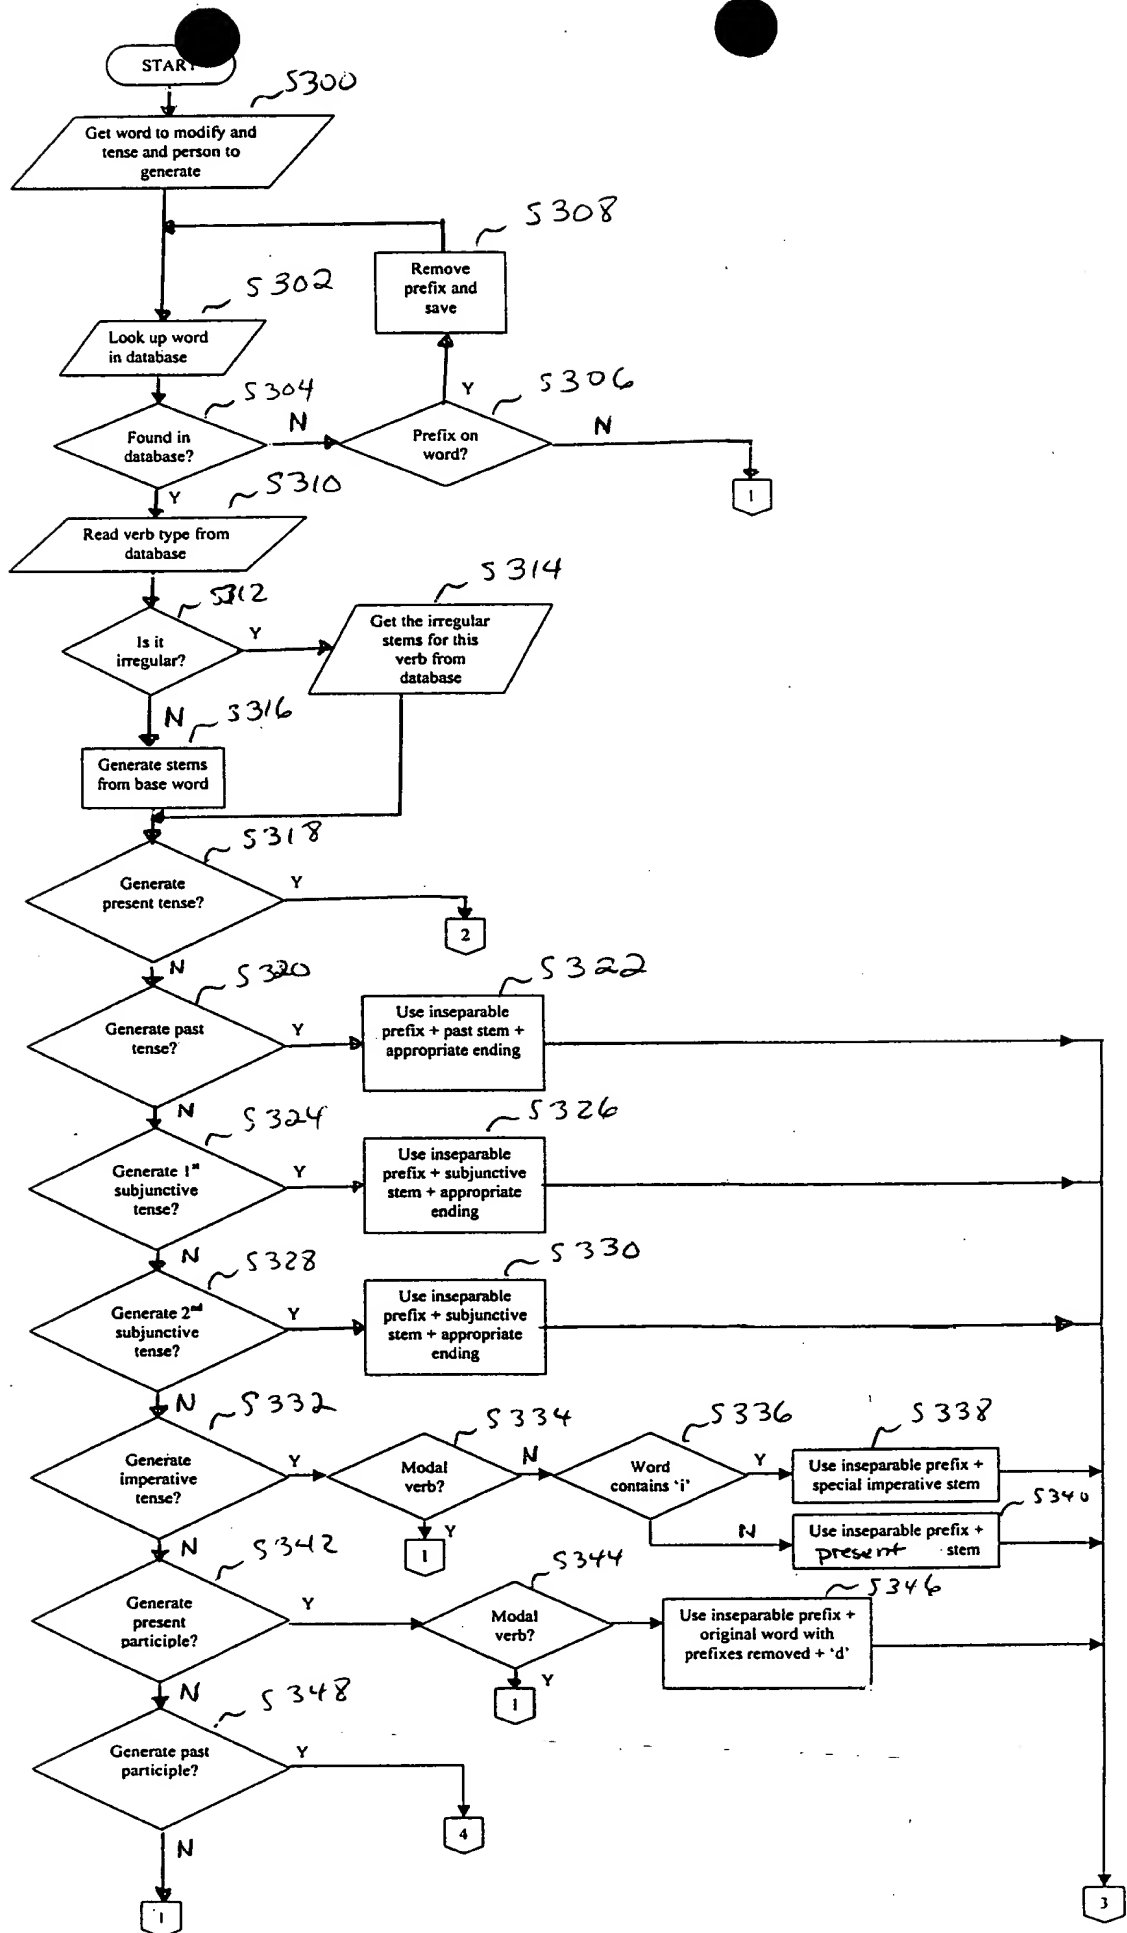 START
S300
Get word to modify and
tense and person to
generate
S308
Remove
prefix and
save
S302
Look up word
in database
S304
N
Y
S306
Found in
database?
Prefix on
word?
N
1
Y
S310
Read verb type from
database
S312
Is it
irregular?
Y
S314
Get the irregular
stems for this
verb from
database
N
S316
Generate stems
from base word
S318
Generate
present tense?
Y
2
N
S320
Generate past
tense?
Y
S322
Use inseparable
prefix + past stem +
appropriate ending
N
S324
Generate 1st
subjunctive
tense?
Y
S326
Use inseparable
prefix + subjunctive
stem + appropriate
ending
N
S328
Generate 2nd
subjunctive
tense?
Y
S330
Use inseparable
prefix + subjunctive
stem + appropriate
ending
N
S332
Generate
imperative
tense?
Y
S334
Modal
verb?
Y
1
N
S336
Word
contains 'i'
Y
S338
Use inseparable prefix +
special imperative stem
N
S340
Use inseparable prefix +
present stem
N
S342
Generate
present
participle?
Y
S344
Modal
verb?
Y
1
S346
Use inseparable prefix +
original word with
prefixes removed + 'd'
N
S348
Generate past
participle?
Y
4
N
1
3